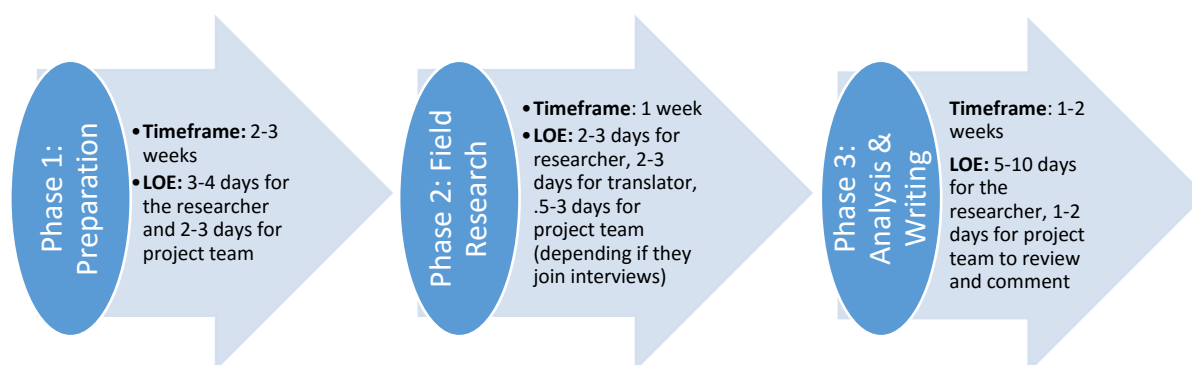 Phase 1:
Preparation
•Timeframe: 2-3
weeks
•LOE: 3-4 days for
the researcher
and 2-3 days for
project team
Phase 2: Field
Research
•Timeframe: 1 week
•LOE: 2-3 days for
researcher, 2-3
days for translator,
.5-3 days for
project team
(depending if they
join interviews)
Phase 3:
Analysis &
Writing
Timeframe: 1-2
weeks
LOE: 5-10 days
for the
researcher, 1-2
days for project
team to review
and comment